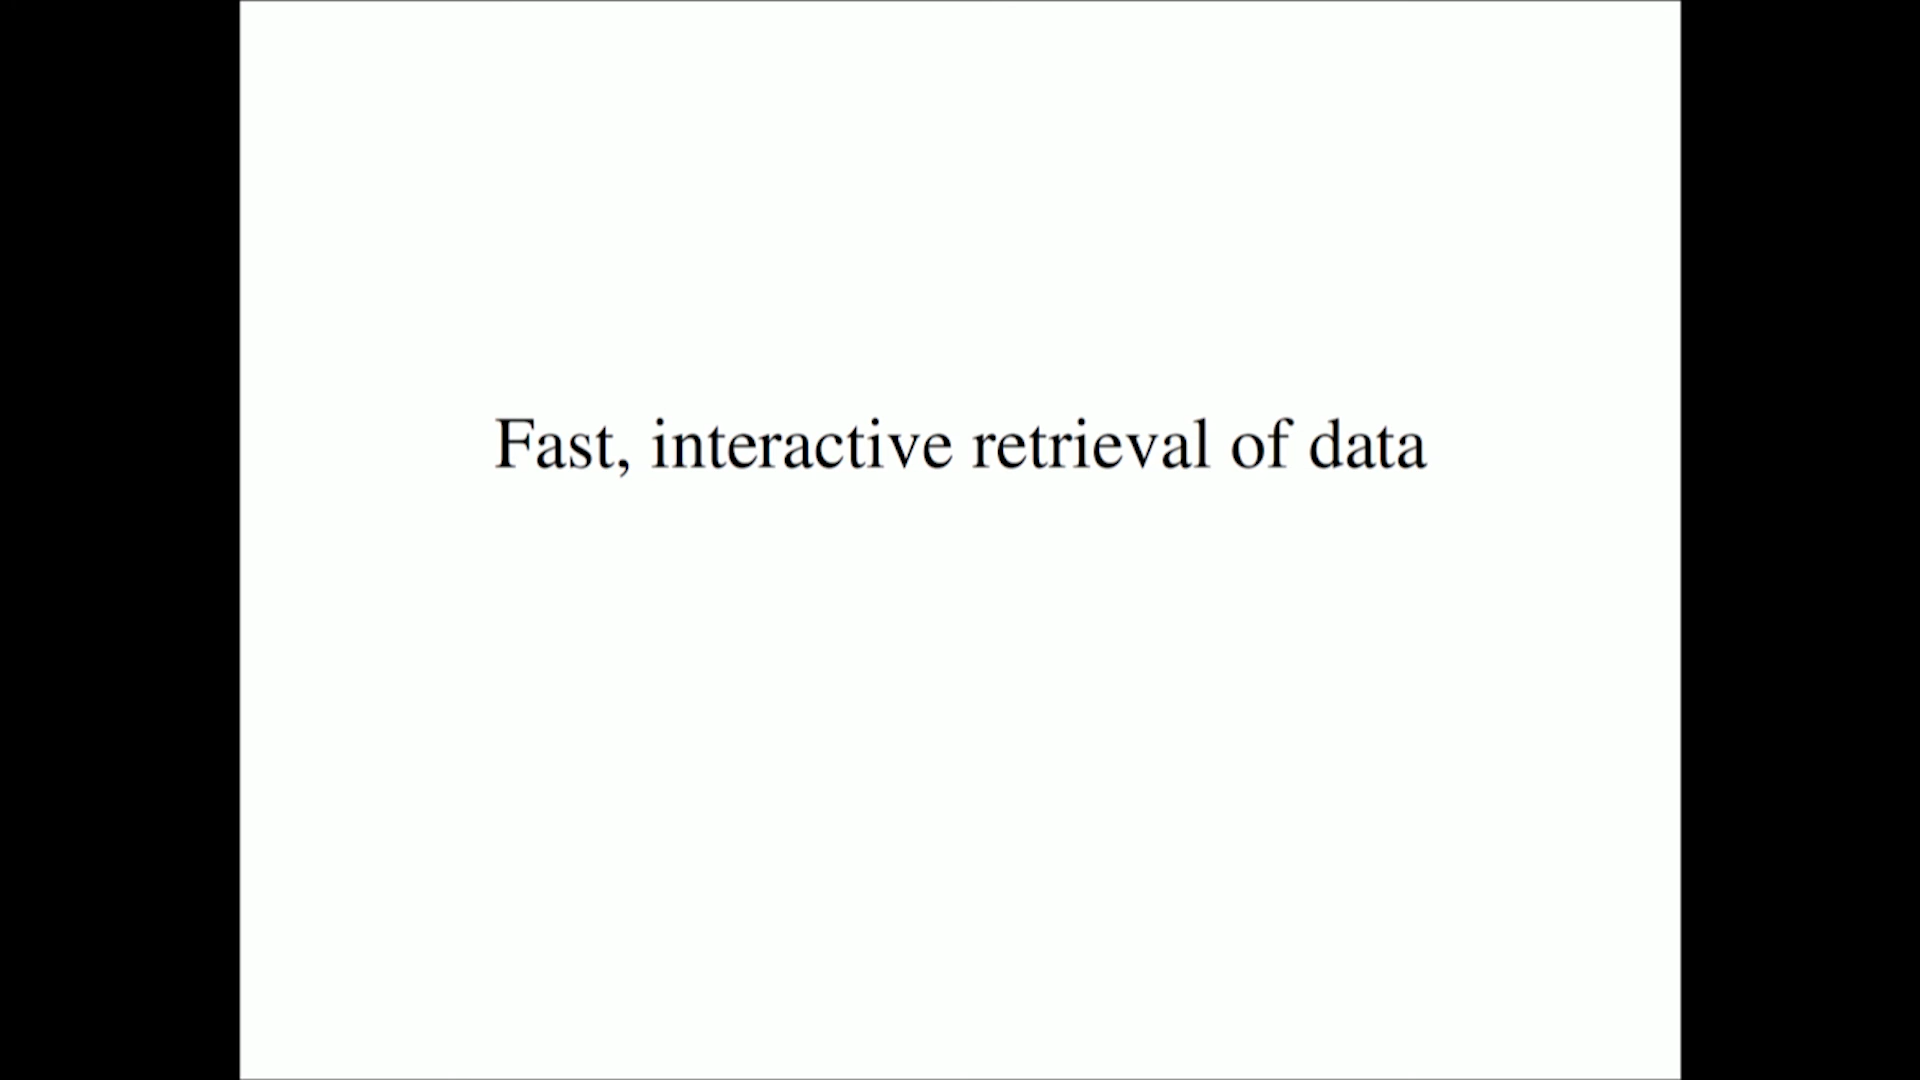 Fast, interactive retrieval of data